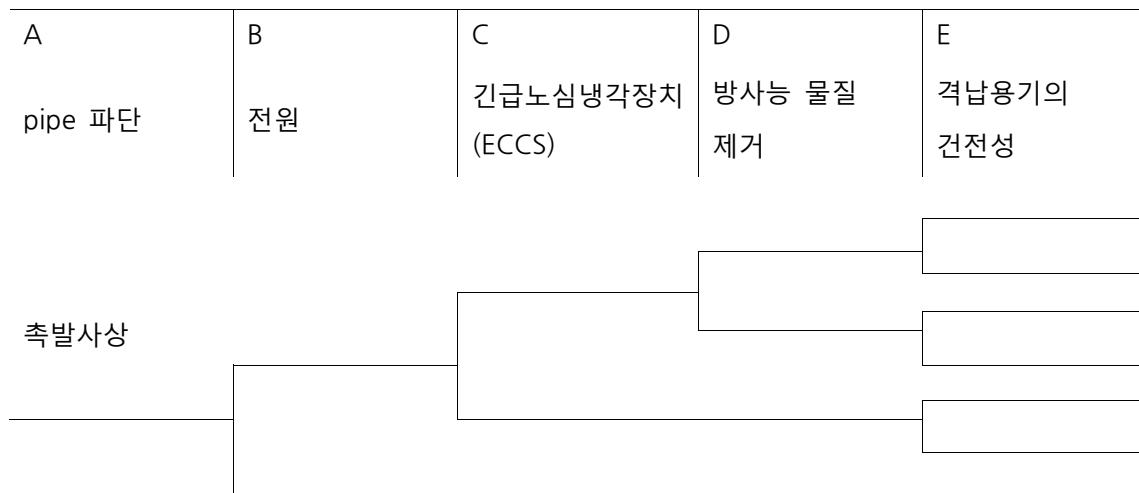 A
pipe 파단
B
전원
C
긴급노심냉각장치
(ECCS)
D
방사능 물질
제거
E
격납용기의
건전성
촉발사상